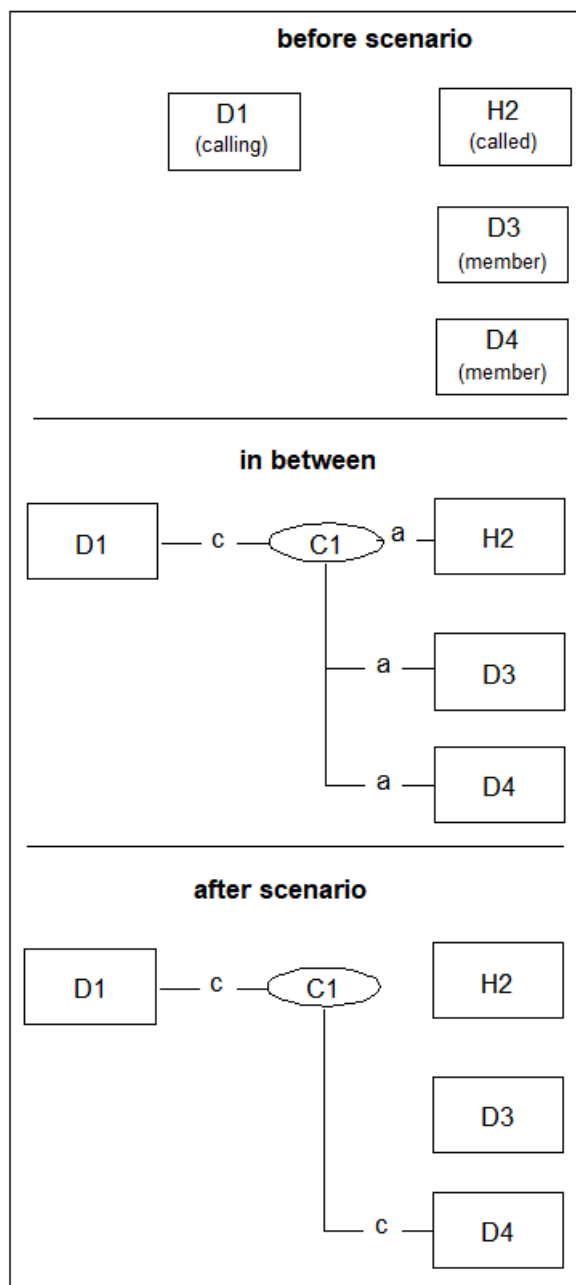 before scenario
D1
(calling)
H2
(called)
D3
(member)
D4
(member)
in between
D1
c
C1
a
H2
a
D3
a
D4
after scenario
D1
c
C1
H2
D3
c
D4